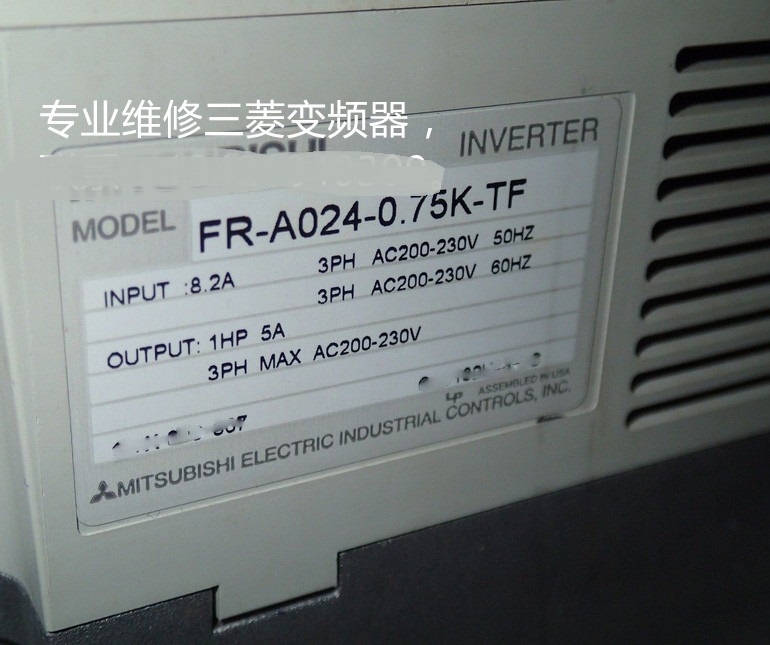 专业维修三菱变频器，
INVERTER
MODEL FR-A024-0.75K-TF
INPUT :8.2A 3PH AC200-230V 50HZ
3PH AC200-230V 60HZ
OUTPUT: 1HP 5A
3PH MAX AC200-230V
LP ASSEMBLED IN USA
MITSUBISHI ELECTRIC INDUSTRIAL CONTROLS, INC.